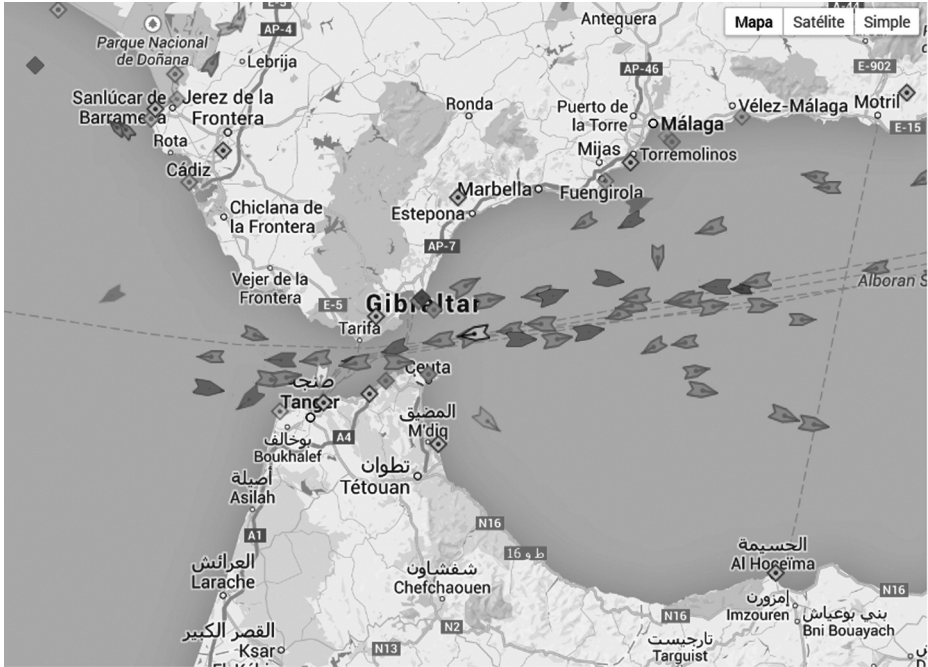 E-5
A-44
Antequera
Mapa
Satélite
Simple
AP-4
Parque Nacional
de Doñana
Lebrija
E-902
AP-46
Sanlúcar de
Barrameda
Jerez de la
Frontera
Ronda
Puerto de
la Torre
Vélez-Málaga
Motril
Málaga
E-15
Rota
Mijas
Torremolinos
Cádiz
Marbella
Fuengirola
Chiclana de
la Frontera
Estepona
AP-7
Vejer de la
Frontera
Alboran S
E-5
Gibraltar
Tarifa
Ceuta
طنجة
Tanger
المضيق
M'diq
A4
بوخالف
Boukhalef
تطوان
Tétouan
أصيلة
Asilah
N16
A1
ط و 16
الحسيمة
Al Hoceïma
العرائش
Larache
شفشاون
Chefchaouen
إمزورن
Imzouren
N16
N16
بني بوعياش
Bni Bouayach
N2
القصر الكبير
Ksar
N13
تارجيست
Targuist